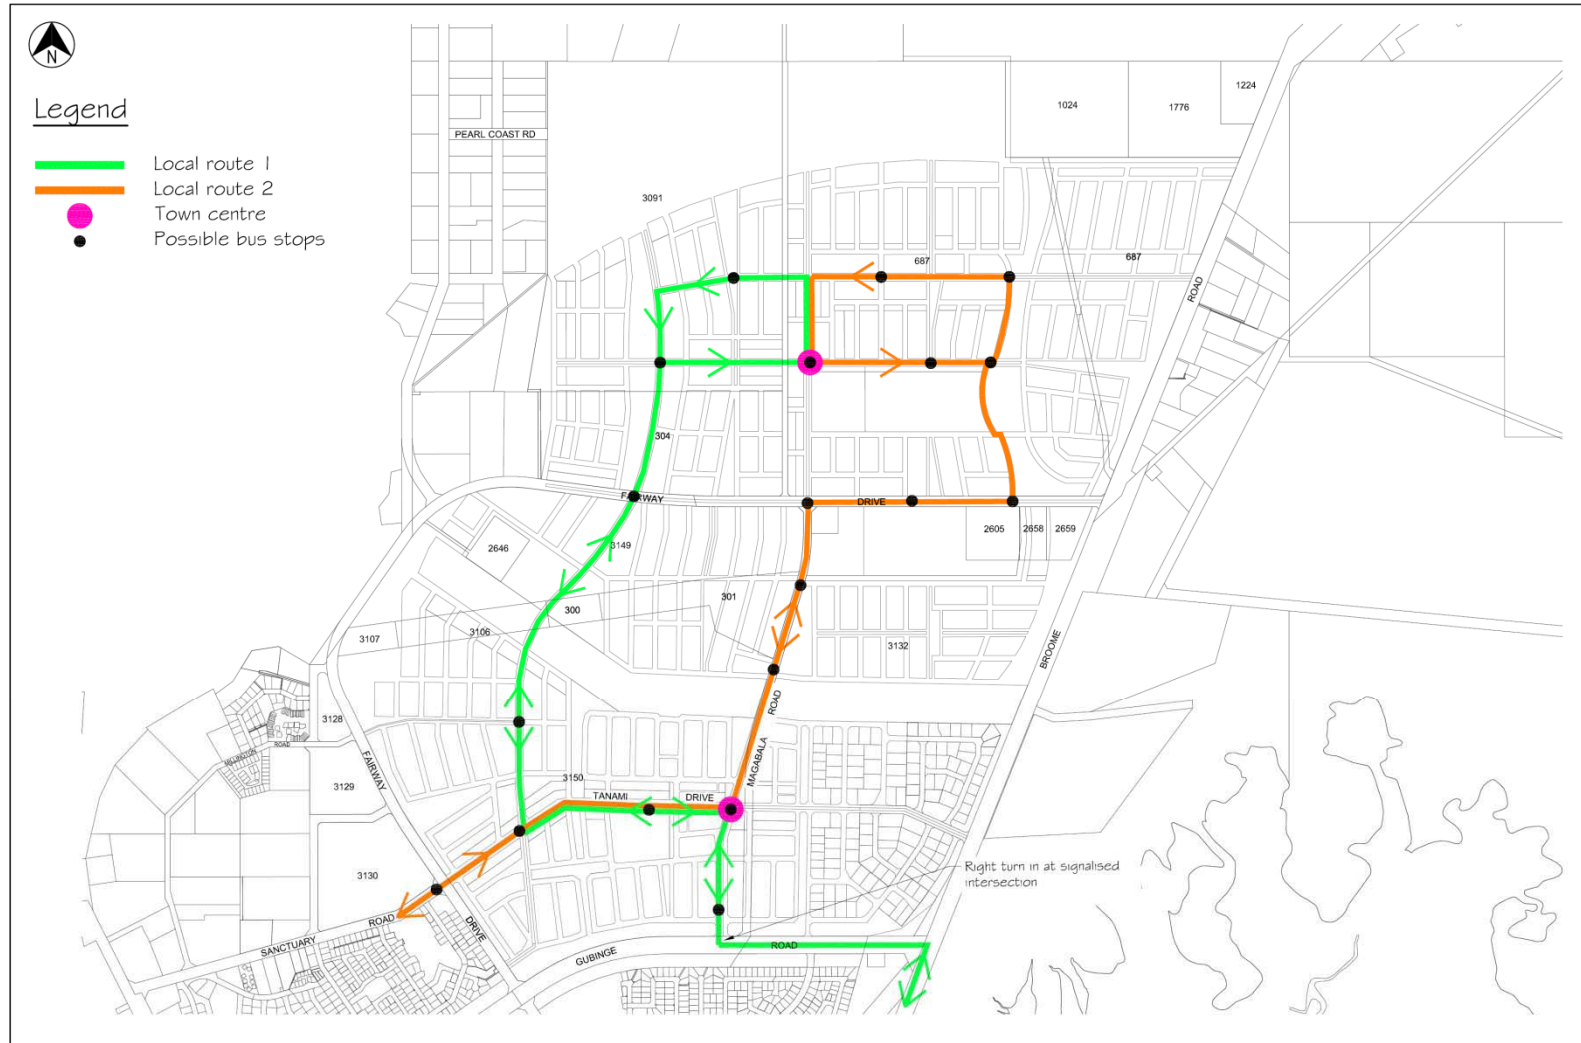 N
Legend
Local route 1
Local route 2
Town centre
Possible bus stops
PEARL COAST RD
1024
1776
1224
3091
687
687
ROAD
304
FAIRWAY
DRIVE
2605
2658
2659
2646
3149
300
301
3107
3106
3132
BROOME
3128
ROAD
MILLINGTON
FAIRWAY
ROAD
MAGABALA
3129
3150
TANAMI
DRIVE
3130
Right turn in at signalised
intersection
ROAD
SANCTUARY
DRIVE
GUBINGE
ROAD